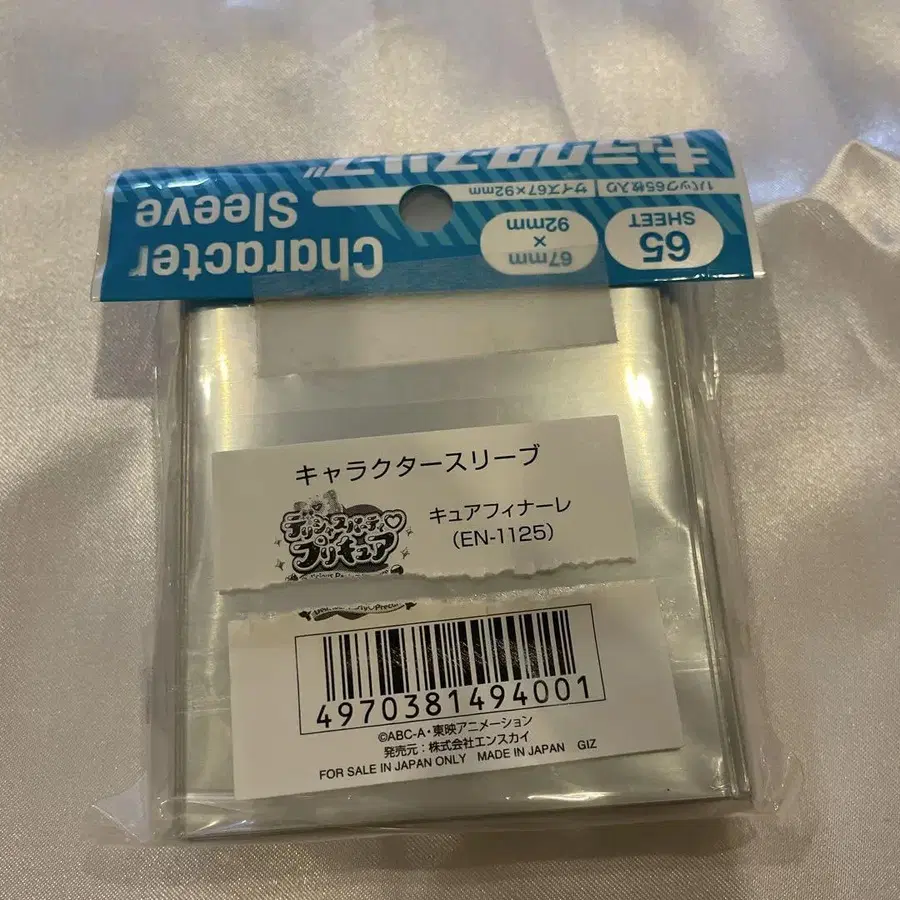 キャラクタースリーブ
1パック65枚入り
サイズ67×92mm
Character
Sleeve
67mm
×
92mm
65
SHEET
キャラクタースリーブ
デリシャスパーティ♡
プリキュア
キュアフィナーレ
(EN-1125)
4970381494001
©ABC-A・東映アニメーション
発売元：株式会社エンスカイ
FOR SALE IN JAPAN ONLY MADE IN JAPAN GIZ